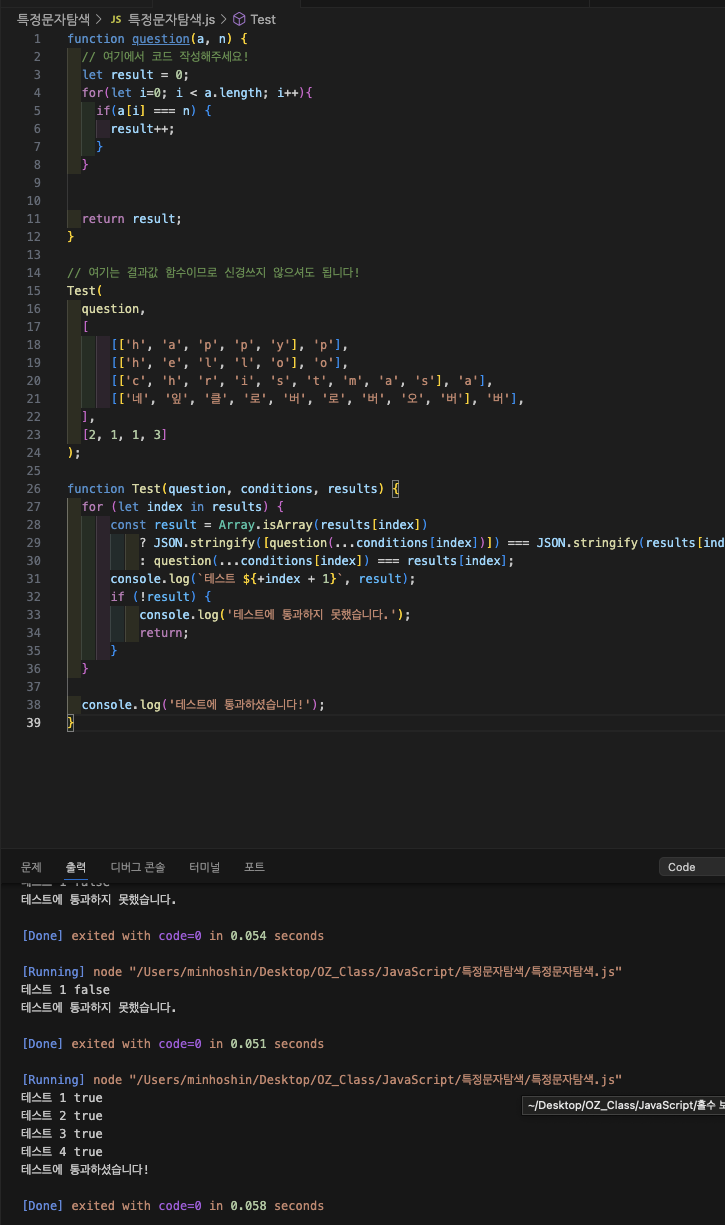 특정문자탐색 > JS 특정문자탐색.js > Test
1 function question(a, n) {
2 // 여기에서 코드 작성해주세요!
3 let result = 0;
4 for(let i=0; i < a.length; i++){
5 if(a[i] === n) {
6 result++;
7 }
8 }
9
10
11 return result;
12 }
13
14 // 여기는 결과값 함수이므로 신경쓰지 않으셔도 됩니다!
15 Test(
16 question,
17 [
18 [['h', 'a', 'p', 'p', 'y'], 'p'],
19 [['h', 'e', 'l', 'l', 'o'], 'o'],
20 [['c', 'h', 'r', 'i', 's', 't', 'm', 'a', 's'], 'a'],
21 [['네', '잎', '클', '로', '버', '로', '버', '오', '버'], '버'],
22 ],
23 [2, 1, 1, 3]
24 );
25
26 function Test(question, conditions, results) {
27 for (let index in results) {
28 const result = Array.isArray(results[index])
29 ? JSON.stringify([question(...conditions[index])]) === JSON.stringify(results[ind
30 : question(...conditions[index]) === results[index];
31 console.log(`테스트 ${+index + 1}`, result);
32 if (!result) {
33 console.log('테스트에 통과하지 못했습니다.');
34 return;
35 }
36 }
37
38 console.log('테스트에 통과하셨습니다!');
39 }
문제 출력 디버그 콘솔 터미널 포트 Code
테스트 1 false
테스트에 통과하지 못했습니다.
[Done] exited with code=0 in 0.054 seconds
[Running] node "/Users/minhoshin/Desktop/OZ_Class/JavaScript/특정문자탐색/특정문자탐색.js"
테스트 1 false
테스트에 통과하지 못했습니다.
[Done] exited with code=0 in 0.051 seconds
[Running] node "/Users/minhoshin/Desktop/OZ_Class/JavaScript/특정문자탐색/특정문자탐색.js"
테스트 1 true
~/Desktop/OZ_Class/JavaScript/홀수
테스트 2 true
테스트 3 true
테스트 4 true
테스트에 통과하셨습니다!
[Done] exited with code=0 in 0.058 seconds